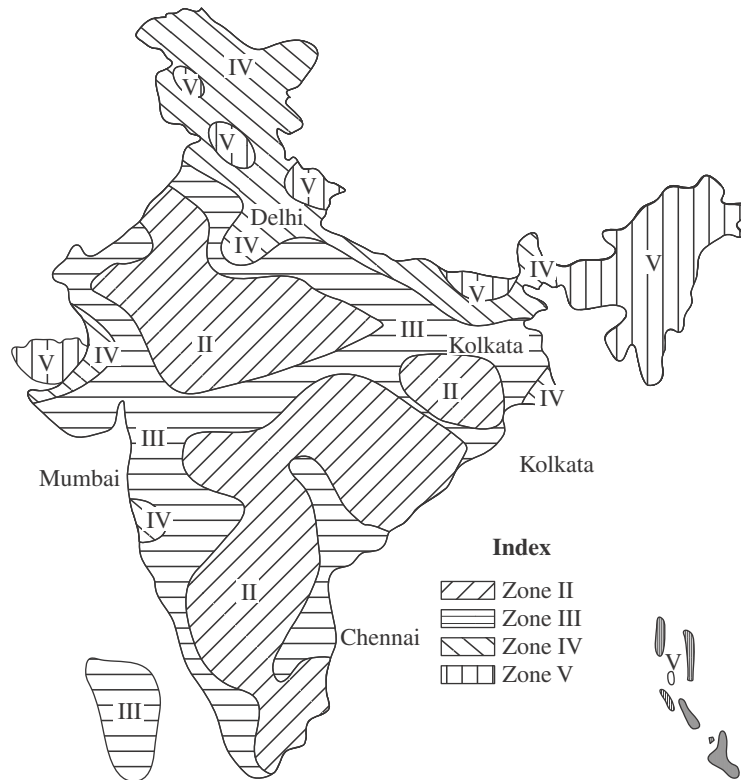 IV
V
V
V
Delhi
IV
V
IV
V
III
II
Kolkata
V
IV
II
IV
III
Mumbai
Kolkata
IV
Index
II
Zone II
Zone III
Chennai
Zone IV
V
Zone V
III